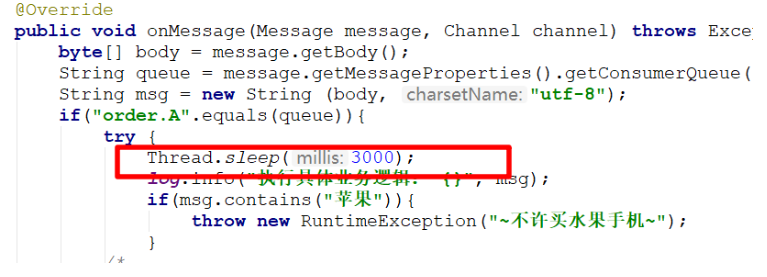 @Override
public void onMessage(Message message, Channel channel) throws Exce
byte[] body = message.getBody();
String queue = message.getMessageProperties().getConsumerQueue(
String msg = new String (body, charsetName: "utf-8");
if("order.A".equals(queue)){
try {
Thread.sleep( millis: 3000);
log.info("执行具体业务逻辑: {}", msg);
if(msg.contains("苹果")){
throw new RuntimeException("~不许买水果手机~");
}
/*